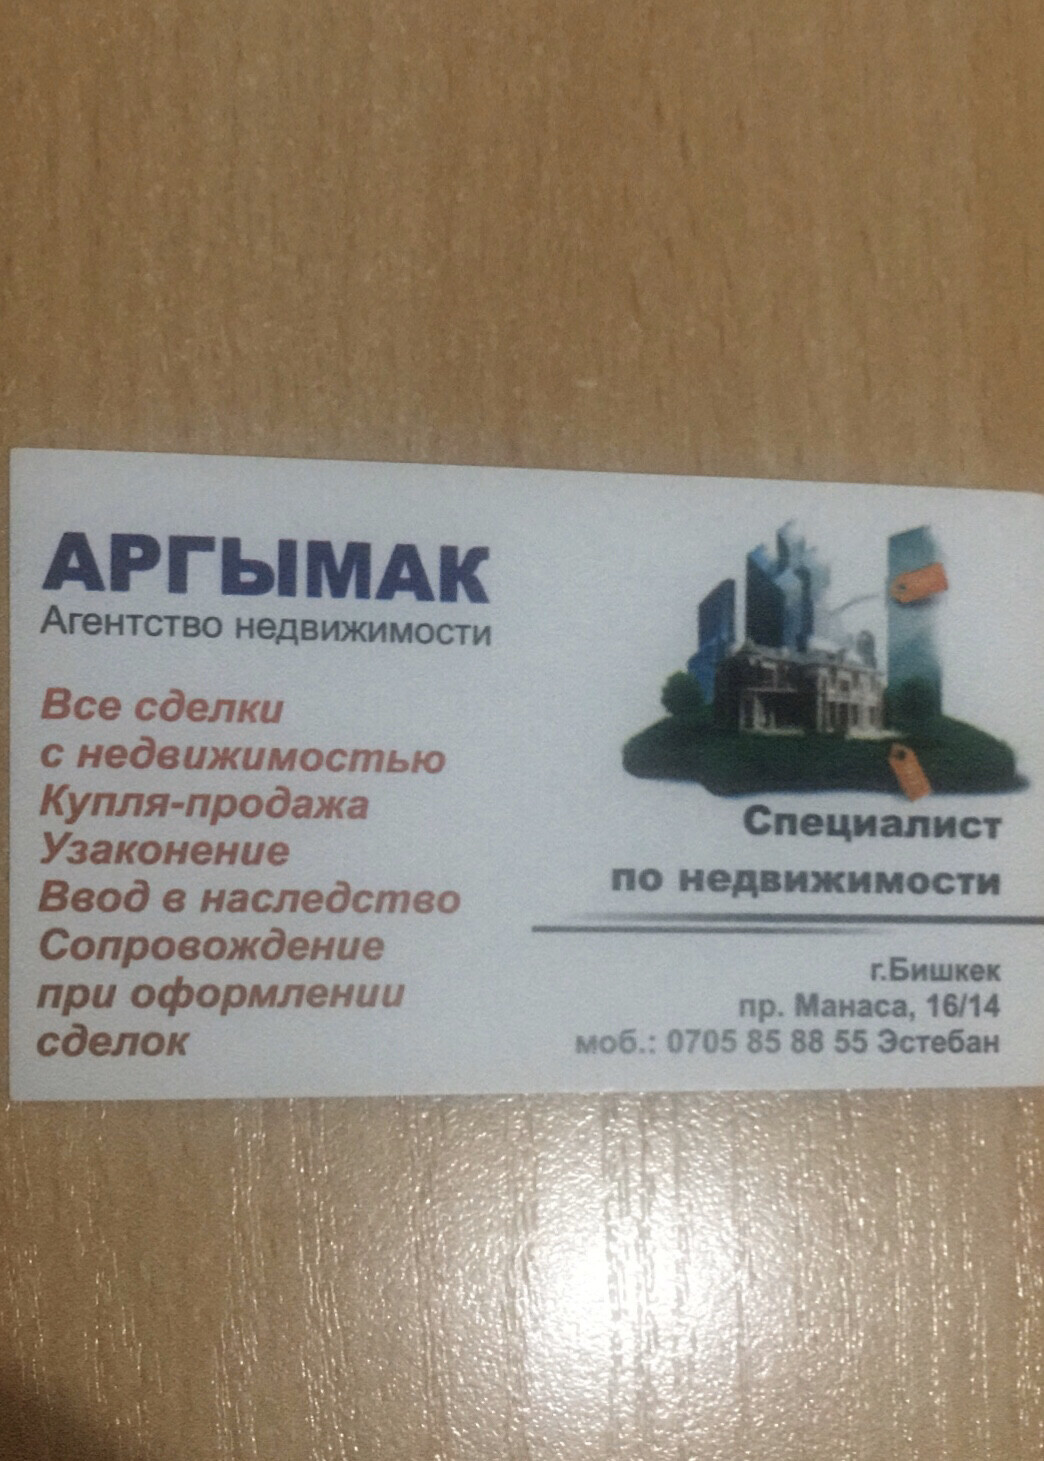 АРГЫМАК
Агентство недвижимости
Все сделки
с недвижимостью
Купля-продажа
Узаконение
Ввод в наследство
Сопровождение
при оформлении
сделок
Специалист
по недвижимости
г.Бишкек
пр. Манаса, 16/14
моб.: 0705 85 88 55 Эстебан